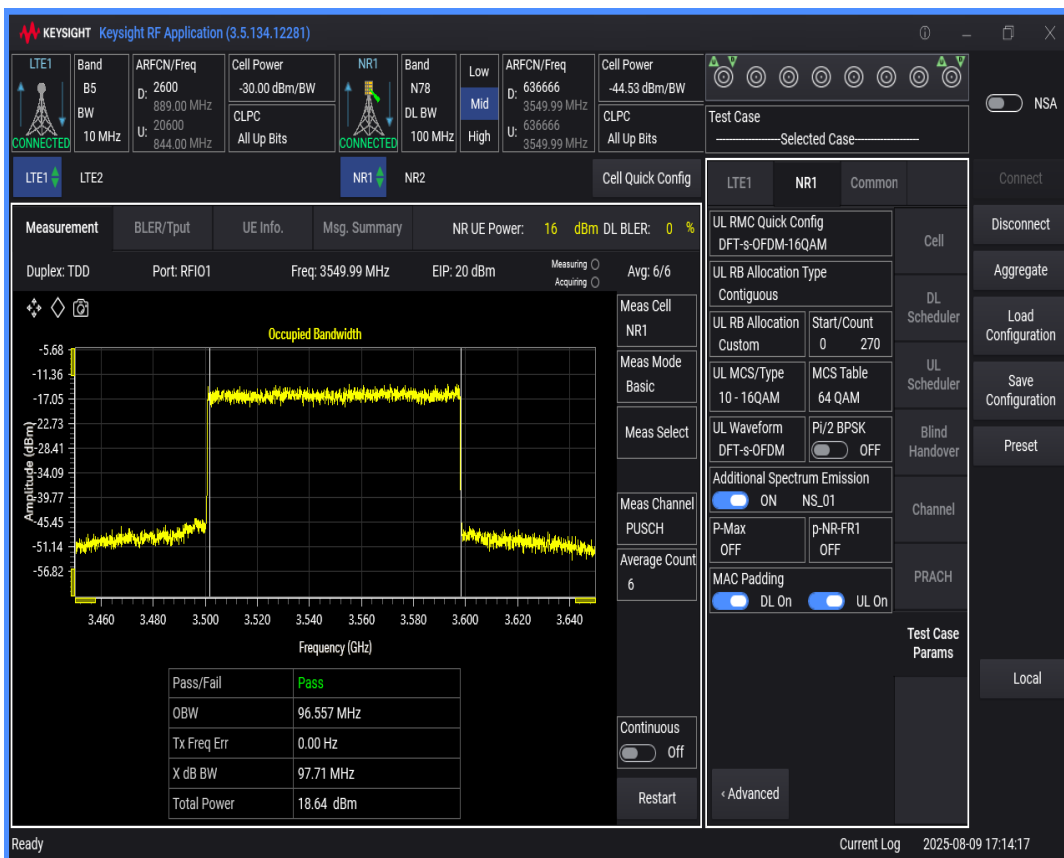 KEYSIGHT Keysight RF Application (3.5.134.12281)
LTE1 Band ARFCN/Freq Cell Power NR1 Band Low ARFCN/Freq Cell Power
B5 D: 2600 -30.00 dBm/BW N78 D: 636666 -44.53 dBm/BW
889.00 MHz Mid 3549.99 MHz
BW CLPC DL BW CLPC
CONNECTED 10 MHz U: 20600 All Up Bits CONNECTED 100 MHz High U: 636666 All Up Bits
844.00 MHz 3549.99 MHz
NSA
Test Case
----Selected Case----
LTE1 LTE2 NR1 NR2 Cell Quick Config
Measurement BLER/Tput UE Info. Msg. Summary NR UE Power: 16 dBm DL BLER: 0 %
Duplex: TDD Port: RFIO1 Freq: 3549.99 MHz EIP: 20 dBm Measuring Avg: 6/6
Acquiring
Occupied Bandwidth
Amplitude (dBm)
-5.68
-11.36
-17.05
-22.73
-28.41
-34.09
-39.77
-45.45
-51.14
-56.82
3.460 3.480 3.500 3.520 3.540 3.560 3.580 3.600 3.620 3.640
Frequency (GHz)
Pass/Fail Pass
OBW 96.557 MHz
Tx Freq Err 0.00 Hz
X dB BW 97.71 MHz
Total Power 18.64 dBm
Meas Cell
NR1
Meas Mode
Basic
Meas Select
Meas Channel
PUSCH
Average Count
6
Continuous
Off
Restart
LTE1 NR1 Common
UL RMC Quick Config
DFT-s-OFDM-16QAM
UL RB Allocation Type
Contiguous
UL RB Allocation Start/Count
Custom 0 270
UL MCS/Type MCS Table
10 - 16QAM 64 QAM
UL Waveform Pi/2 BPSK
DFT-s-OFDM OFF
Additional Spectrum Emission
ON NS_01
P-Max p-NR-FR1
OFF OFF
MAC Padding
DL On UL On
‹ Advanced
Cell
DL
Scheduler
UL
Scheduler
Blind
Handover
Channel
PRACH
Test Case
Params
Connect
Disconnect
Aggregate
Load
Configuration
Save
Configuration
Preset
Local
Ready Current Log 2025-08-09 17:14:17